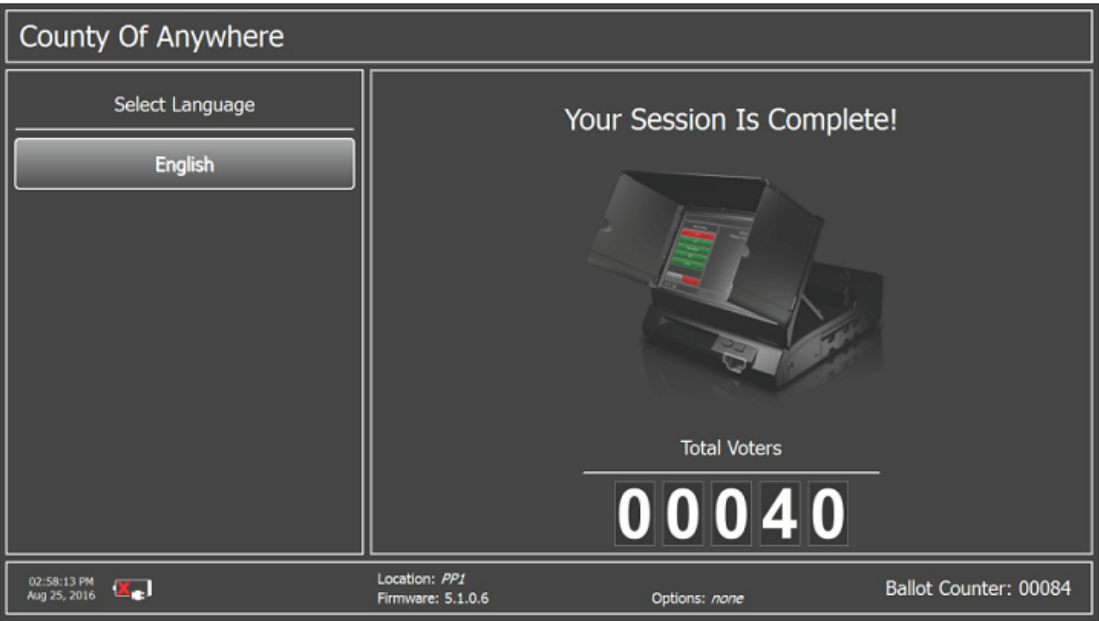 County Of Anywhere
Select Language
English
Your Session Is Complete!
Total Voters
00040
02:58:13 PM
Aug 25, 2016
Location: PP1
Firmware: 5.1.0.6
Options: none
Ballot Counter: 00084